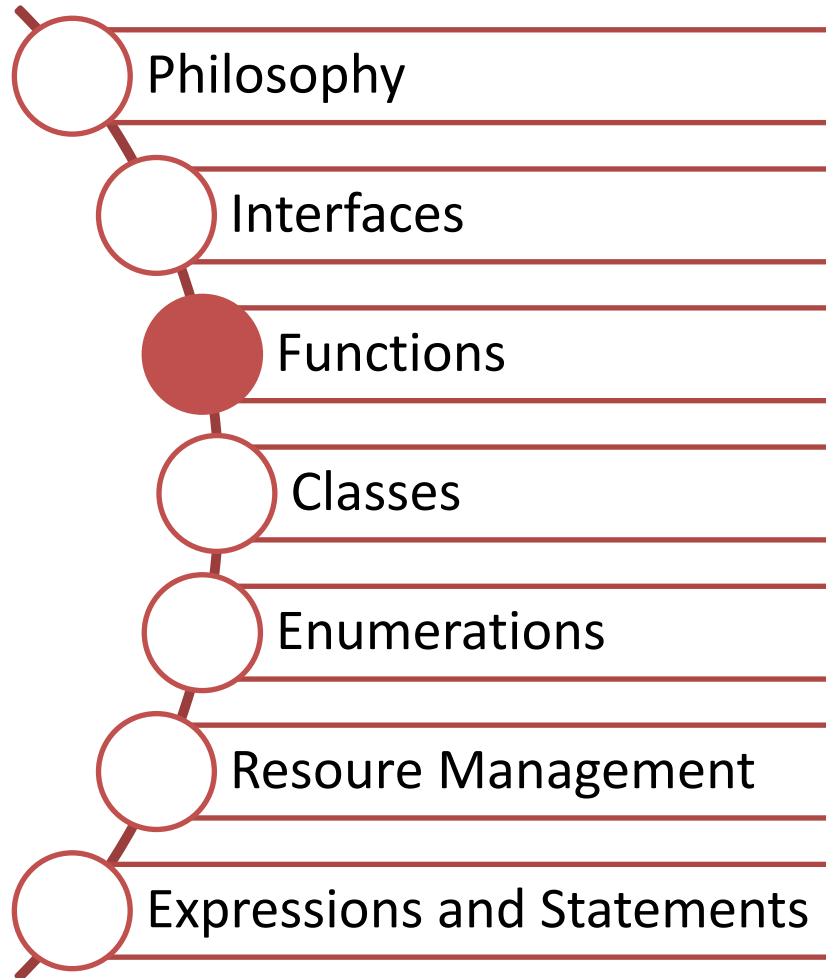 Philosophy
Interfaces
Functions
Classes
Enumerations
Resoure Management
Expressions and Statements